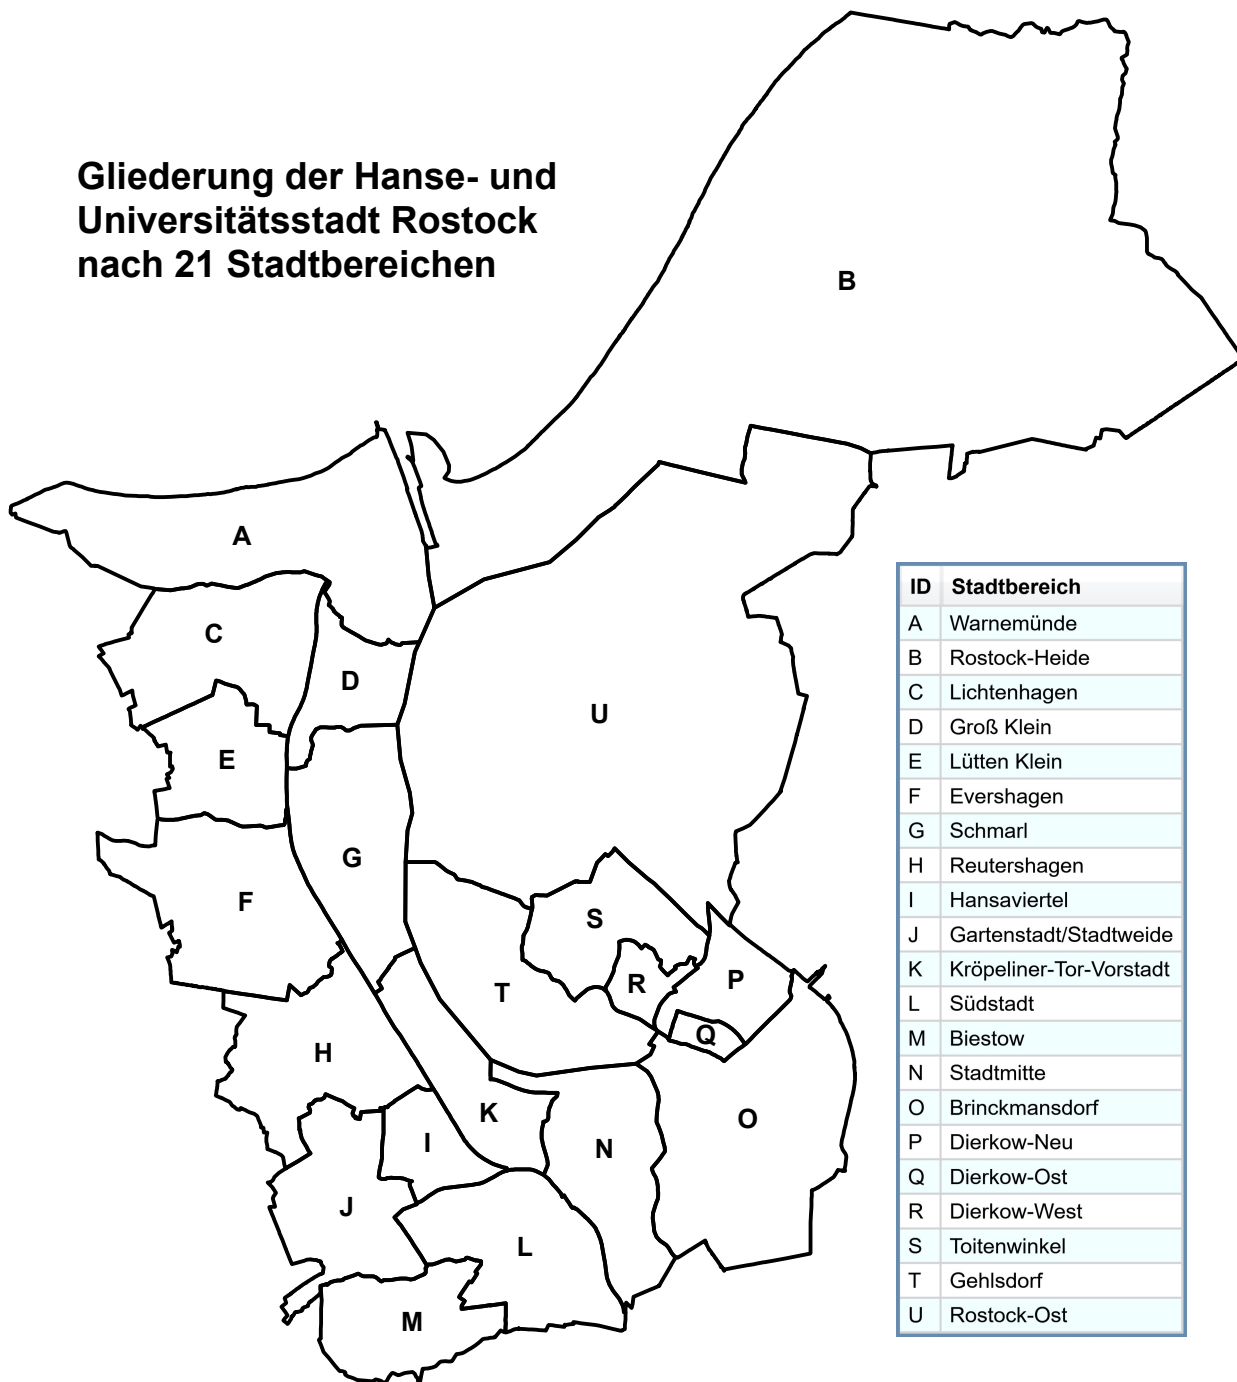 Gliederung der Hanse- und
Universitätsstadt Rostock
nach 21 Stadtbereichen
B
A
C
D
U
E
G
F
S
P
R
T
Q
H
K
O
I
N
J
L
M
ID Stadtbereich
A Warnemünde
B Rostock-Heide
C Lichtenhagen
D Groß Klein
E Lütten Klein
F Evershagen
G Schmarl
H Reutershagen
I Hansaviertel
J Gartenstadt/Stadtweide
K Kröpeliner-Tor-Vorstadt
L Südstadt
M Biestow
N Stadtmitte
O Brinckmansdorf
P Dierkow-Neu
Q Dierkow-Ost
R Dierkow-West
S Toitenwinkel
T Gehlsdorf
U Rostock-Ost